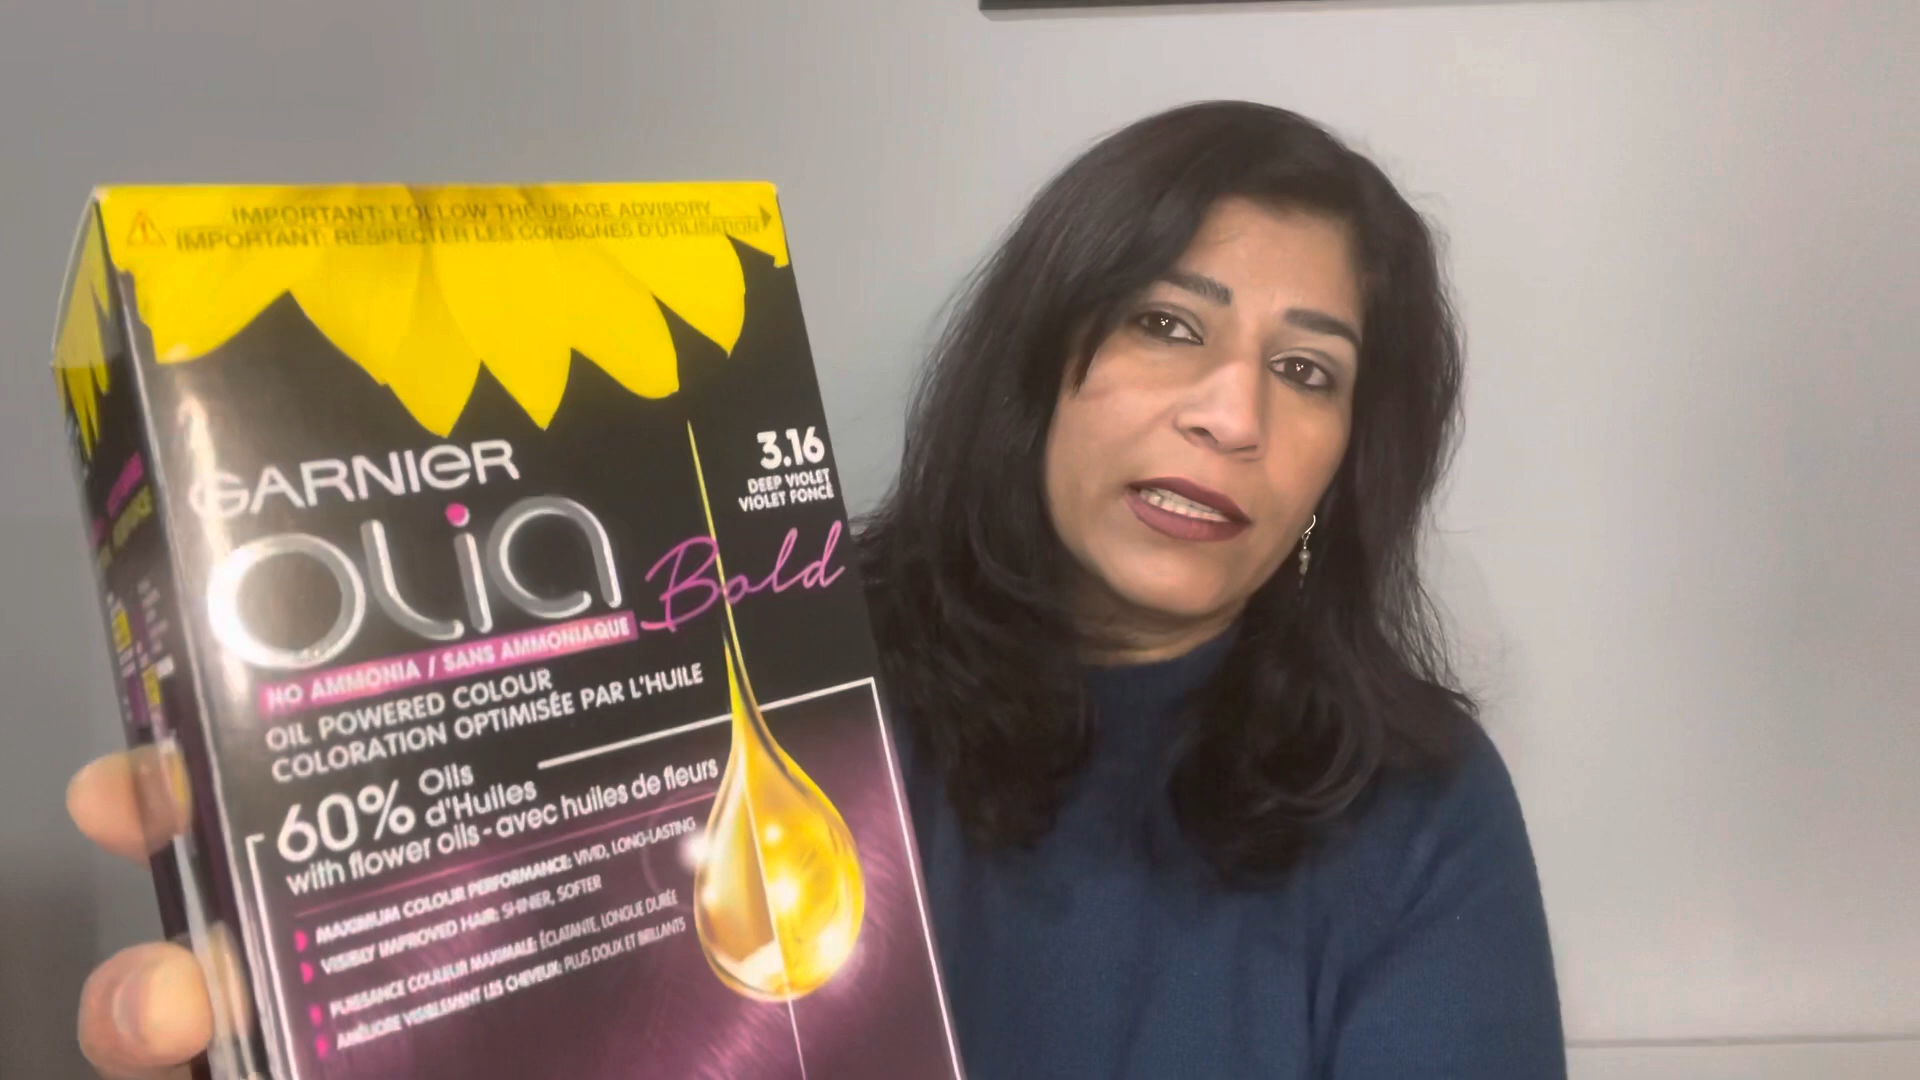 IMPORTANT: FOLLOW THE USAGE ADVISORY
IMPORTANT: RESPECTER LES CONSIGNES D'UTILISATION
GARNIER
OLIA
Bold
3.16
DEEP VIOLET
VIOLET FONCÉ
NO AMMONIA / SANS AMMONIAQUE
OIL POWERED COLOUR
COLORATION OPTIMISÉE PAR L'HUILE
60% Oils
d'Huiles
with flower oils - avec huiles de fleurs
MAXIMUM COLOUR PERFORMANCE: VIVID, LONG-LASTING
VISIBLY IMPROVED HAIR: SHINIER, SOFTER
PUISSANCE COULEUR MAXIMALE: ÉCLATANTE, LONGUE DURÉE
AMÉLIORE VISIBLEMENT LES CHEVEUX: PLUS DOUX ET BRILLANTS